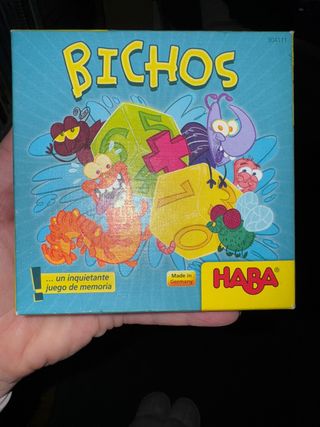 304111
BICHOS
! ... un inquietante
juego de memoria
Made in
Germany
HABA